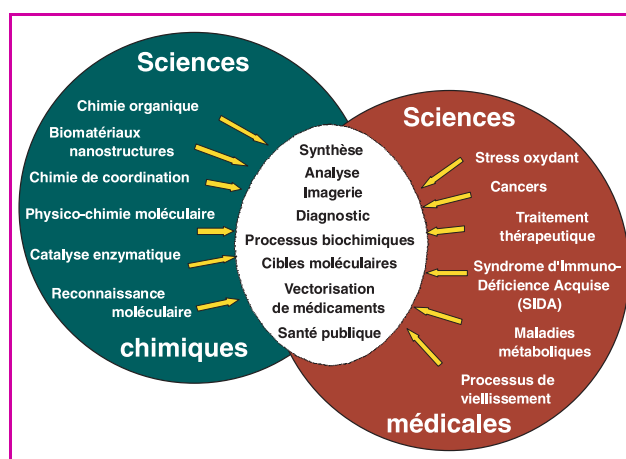 Sciences
Chimie organique
Biomatériaux
nanostructures
Chimie de coordination
Physico-chimie moléculaire
Catalyse enzymatique
Reconnaissance
moléculaire
chimiques
Synthèse
Analyse
Imagerie
Diagnostic
Processus biochimiques
Cibles moléculaires
Vectorisation
de médicaments
Santé publique
Sciences
Stress oxydant
Cancers
Traitement
thérapeutique
Syndrome d'Immuno-
Déficience Acquise
(SIDA)
Maladies
métaboliques
Processus de
viellissement
médicales